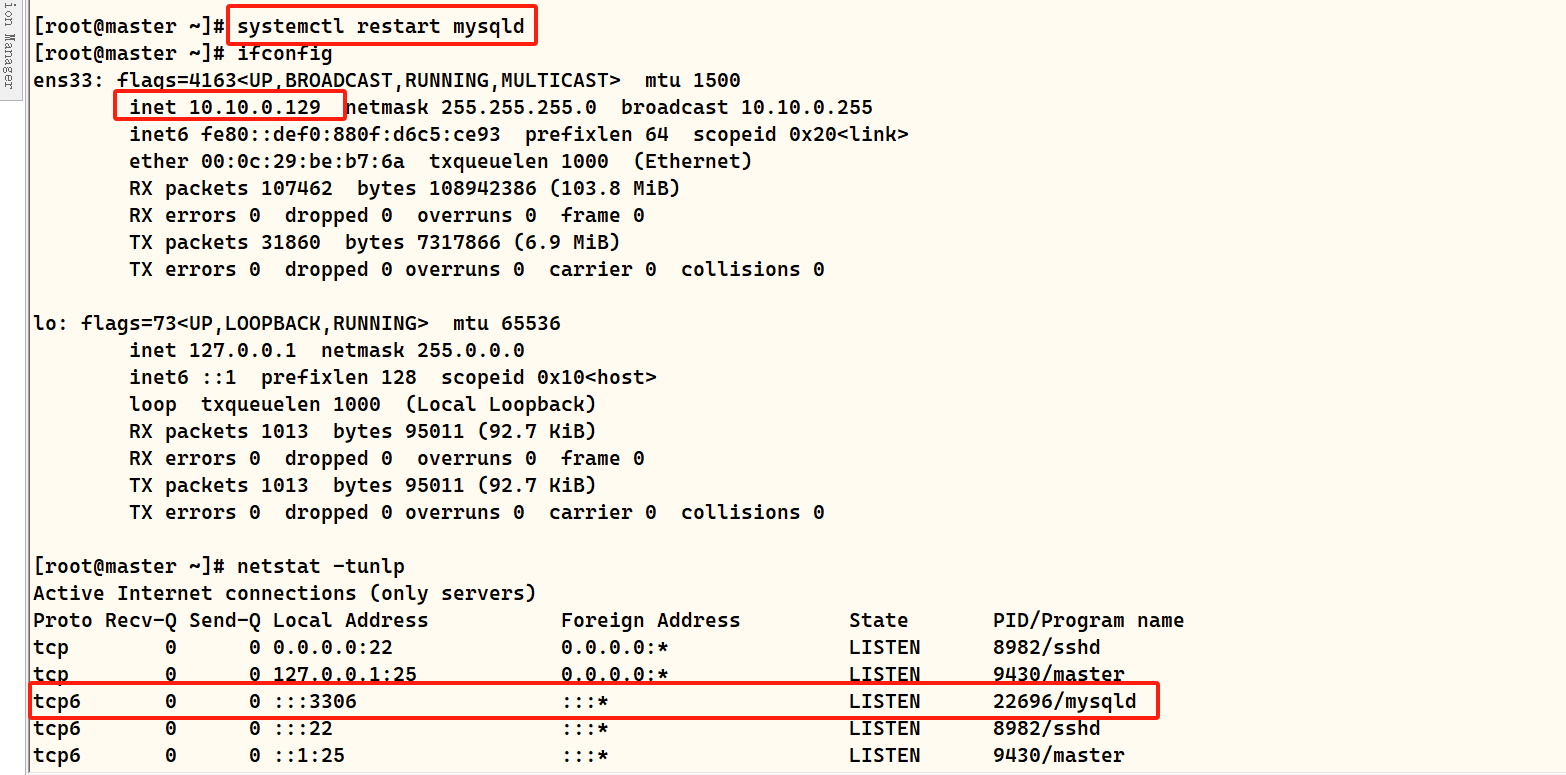 ion Manager
[root@master ~]# systemctl restart mysqld
[root@master ~]# ifconfig
ens33: flags=4163<UP,BROADCAST,RUNNING,MULTICAST>  mtu 1500
        inet 10.10.0.129  netmask 255.255.255.0  broadcast 10.10.0.255
        inet6 fe80::def0:880f:d6c5:ce93  prefixlen 64  scopeid 0x20<link>
        ether 00:0c:29:be:b7:6a  txqueuelen 1000  (Ethernet)
        RX packets 107462  bytes 108942386 (103.8 MiB)
        RX errors 0  dropped 0  overruns 0  frame 0
        TX packets 31860  bytes 7317866 (6.9 MiB)
        TX errors 0  dropped 0 overruns 0  carrier 0  collisions 0
lo: flags=73<UP,LOOPBACK,RUNNING>  mtu 65536
        inet 127.0.0.1  netmask 255.0.0.0
        inet6 ::1  prefixlen 128  scopeid 0x10<host>
        loop  txqueuelen 1000  (Local Loopback)
        RX packets 1013  bytes 95011 (92.7 KiB)
        RX errors 0  dropped 0  overruns 0  frame 0
        TX packets 1013  bytes 95011 (92.7 KiB)
        TX errors 0  dropped 0 overruns 0  carrier 0  collisions 0
[root@master ~]# netstat -tunlp
Active Internet connections (only servers)
Proto Recv-Q Send-Q Local Address           Foreign Address         State       PID/Program name
tcp        0      0 0.0.0.0:22              0.0.0.0:*               LISTEN      8982/sshd
tcp        0      0 127.0.0.1:25            0.0.0.0:*               LISTEN      9430/master
tcp6       0      0 :::3306                 :::*                    LISTEN      22696/mysqld
tcp6       0      0 :::22                   :::*                    LISTEN      8982/sshd
tcp6       0      0 ::1:25                  :::*                    LISTEN      9430/master